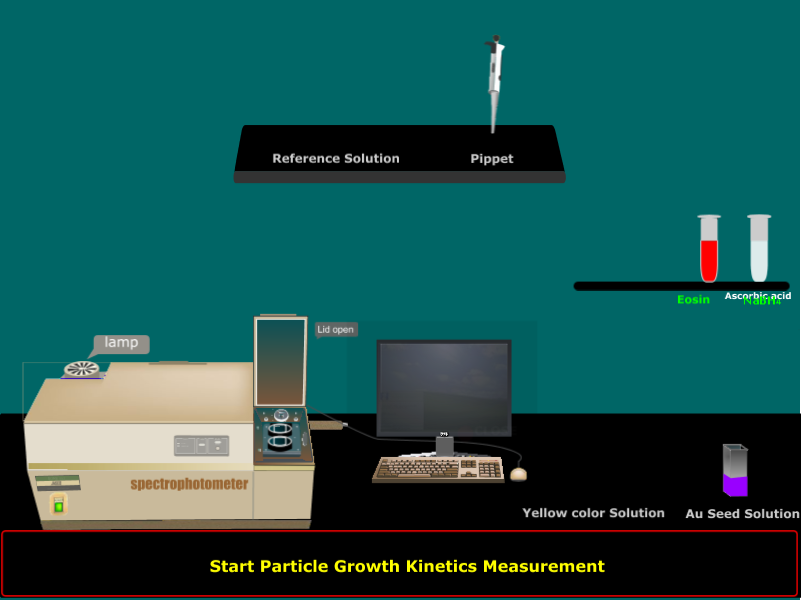 Reference Solution
Pippet
Eosin
Ascorbic acid
lamp
Lid open
spectrophotometer
Yellow color Solution
Au Seed Solution
Start Particle Growth Kinetics Measurement